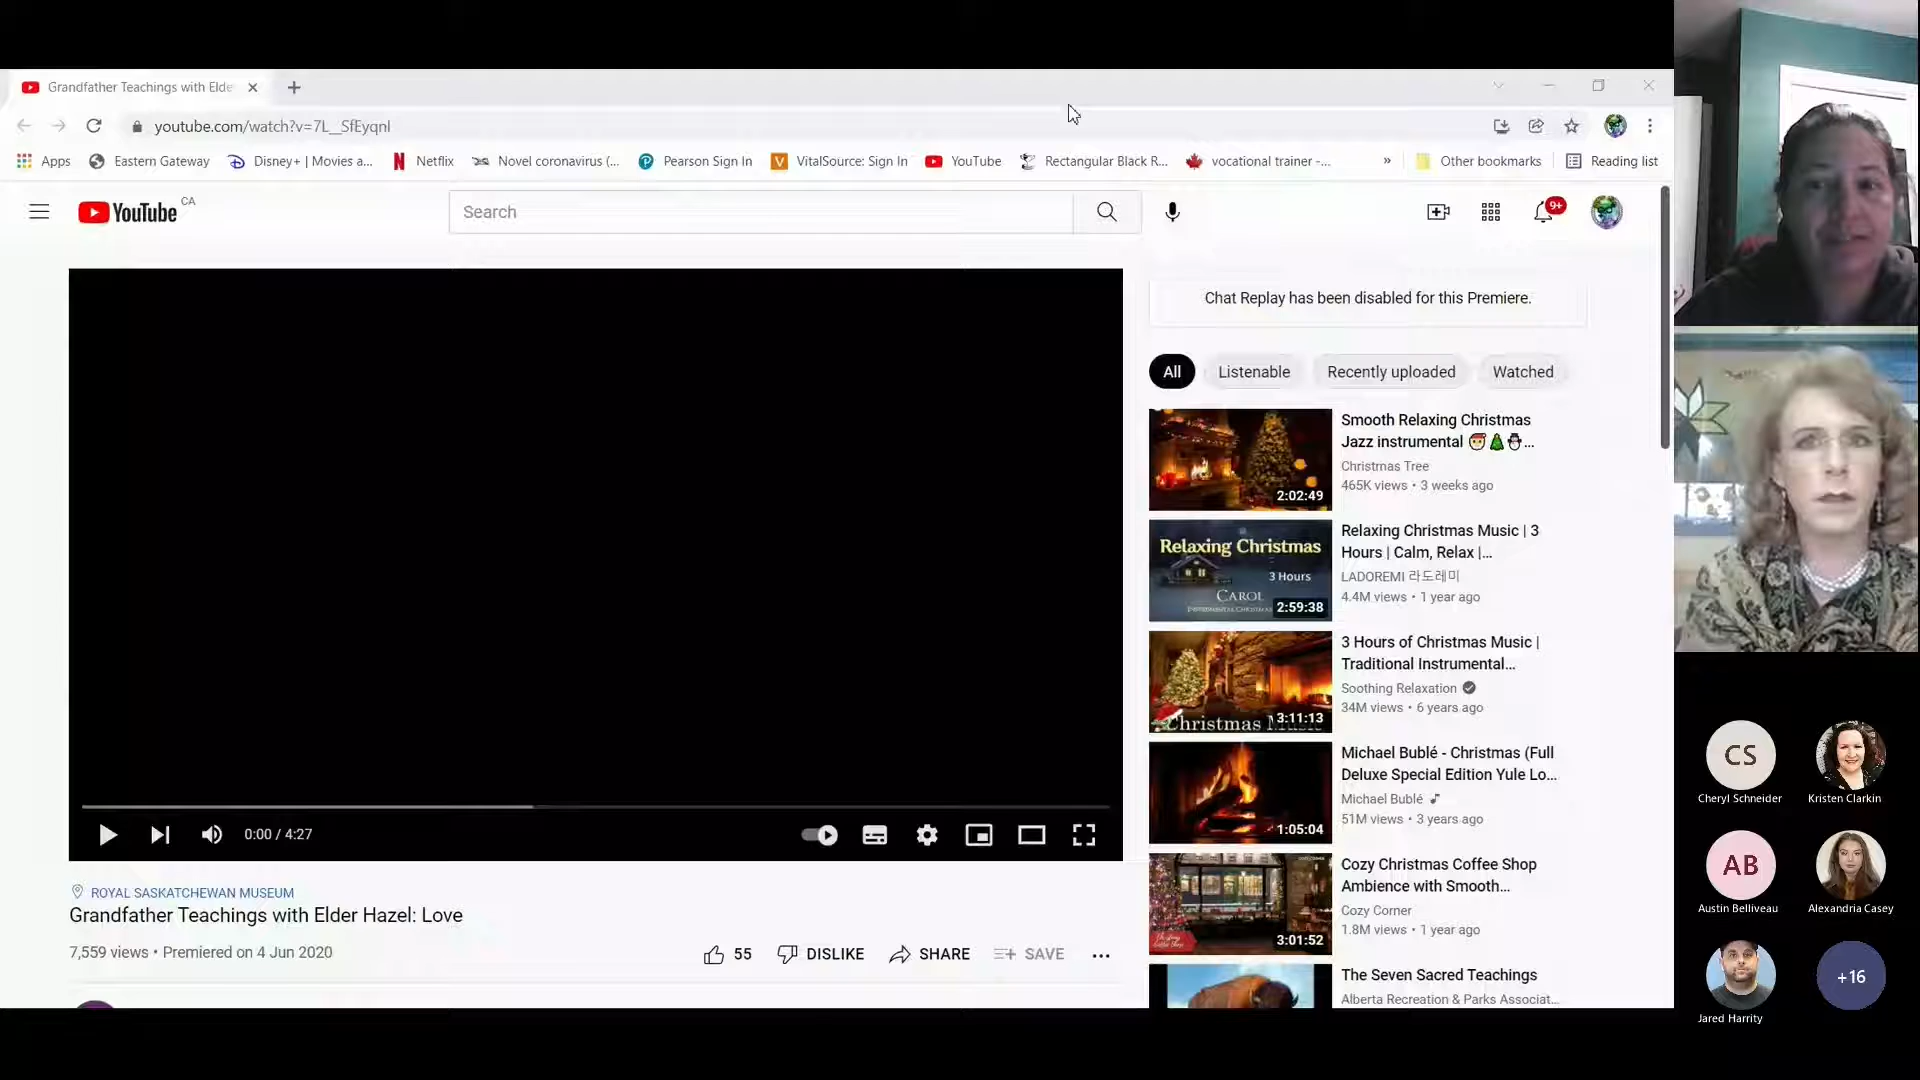 Grandfather Teachings with Elde
youtube.com/watch?v=7L__SfEyqnI
Apps
Eastern Gateway
Disney+ | Movies a...
Netflix
Novel coronavirus (...
Pearson Sign In
VitalSource: Sign In
YouTube
Rectangular Black R...
vocational trainer -...
»
Other bookmarks
Reading list
YouTube CA
Search
9+
Chat Replay has been disabled for this Premiere.
All
Listenable
Recently uploaded
Watched
Smooth Relaxing Christmas
Jazz instrumental 🎅🎄⛄...
Christmas Tree
465K views • 3 weeks ago
2:02:49
Relaxing Christmas
3 Hours
CAROL
2:59:38
Relaxing Christmas Music | 3
Hours | Calm, Relax |...
LADOREMI 라도레미
4.4M views • 1 year ago
3 Hours of Christmas Music |
Traditional Instrumental...
Soothing Relaxation
34M views • 6 years ago
Christmas Music
3:11:13
Michael Bublé - Christmas (Full
Deluxe Special Edition Yule Lo...
Michael Bublé
51M views • 3 years ago
1:05:04
Cozy Christmas Coffee Shop
Ambience with Smooth...
Cozy Corner
1.8M views • 1 year ago
3:01:52
The Seven Sacred Teachings
Alberta Recreation & Parks Associat...
0:00 / 4:27
ROYAL SASKATCHEWAN MUSEUM
Grandfather Teachings with Elder Hazel: Love
7,559 views • Premiered on 4 Jun 2020
55
DISLIKE
SHARE
SAVE
...
CS
Cheryl Schneider
Kristen Clarkin
AB
Austin Belliveau
Alexandria Casey
Jared Harrity
+16